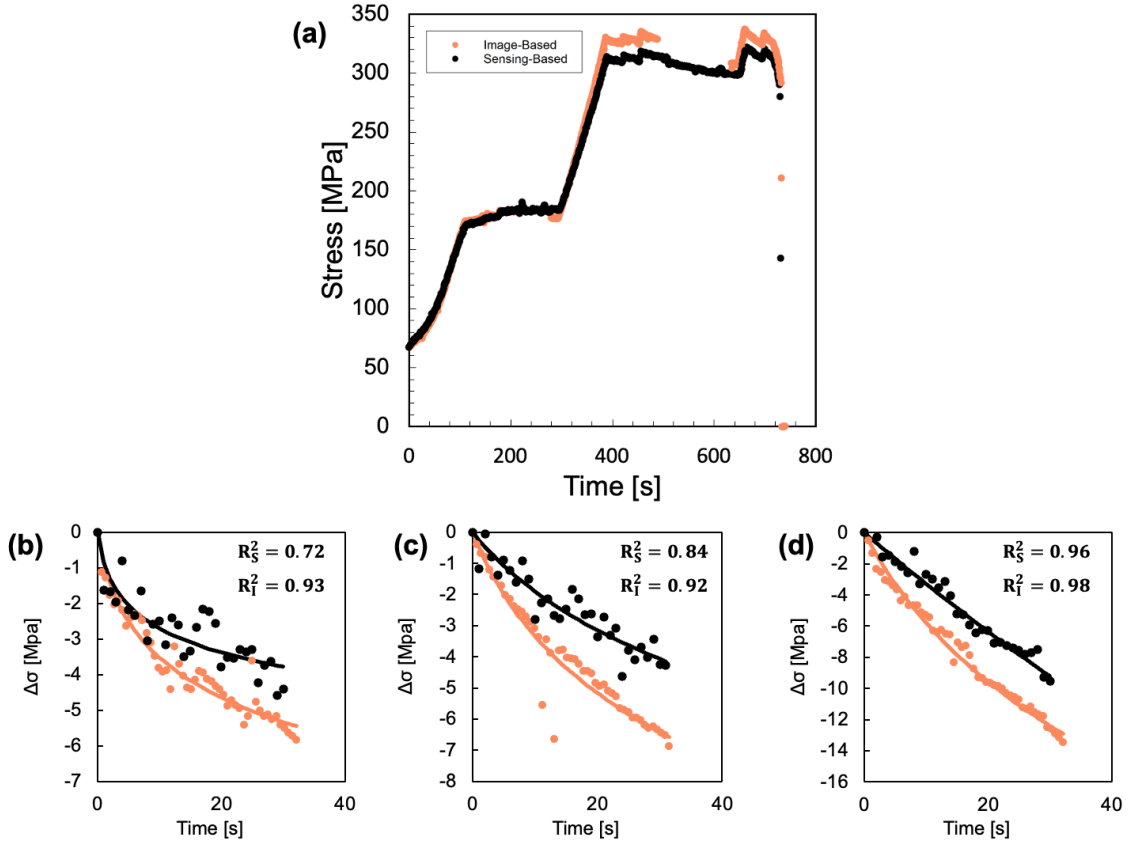 (a)
350
300
250
200
150
100
50
0
Stress [MPa]
Image-Based
Sensing-Based
0 200 400 600 800
Time [s]
(b)
0
-1
-2
-3
-4
-5
-6
-7
Δσ [Mpa]
R²S = 0.72
R²I = 0.93
0 20 40
Time [s]
(c)
0
-1
-2
-3
-4
-5
-6
-7
-8
Δσ [Mpa]
R²S = 0.84
R²I = 0.92
0 20 40
Time [s]
(d)
0
-2
-4
-6
-8
-10
-12
-14
-16
Δσ [Mpa]
R²S = 0.96
R²I = 0.98
0 20 40
Time [s]